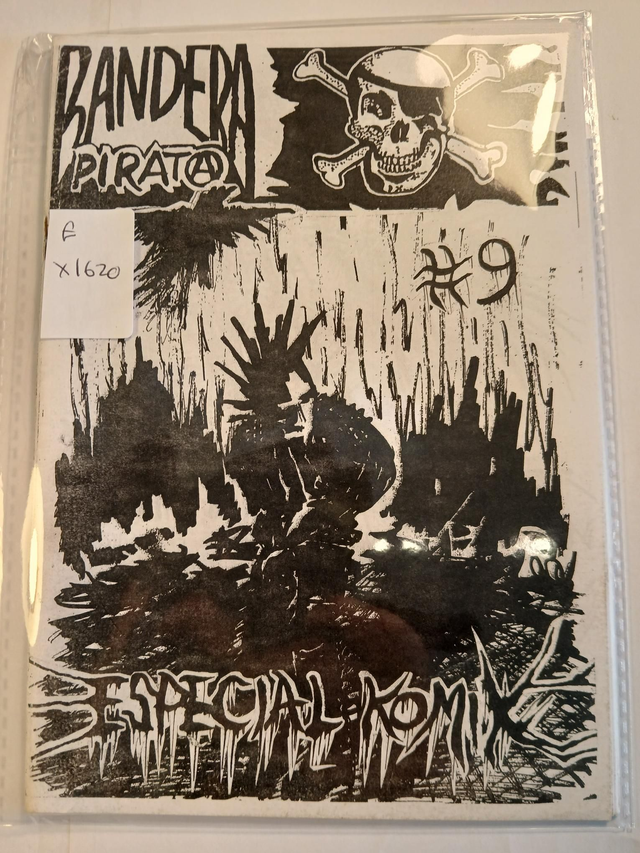 BANDERA
PIRATA
E
X1620
#9
ESPECIAL-KOMIX